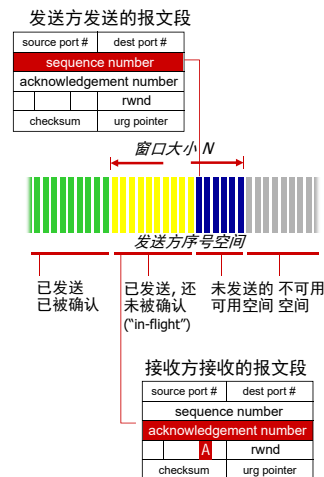 发送方发送的报文段
source port # dest port #
sequence number
acknowledgement number
rwnd
checksum urg pointer
窗口大小 N
发送方序号空间
已发送 已发送, 还 未发送的 不可用
已被确认 未被确认 可用空间 空间
("in-flight")
接收方接收的报文段
source port # dest port #
sequence number
acknowledgement number
A rwnd
checksum urg pointer